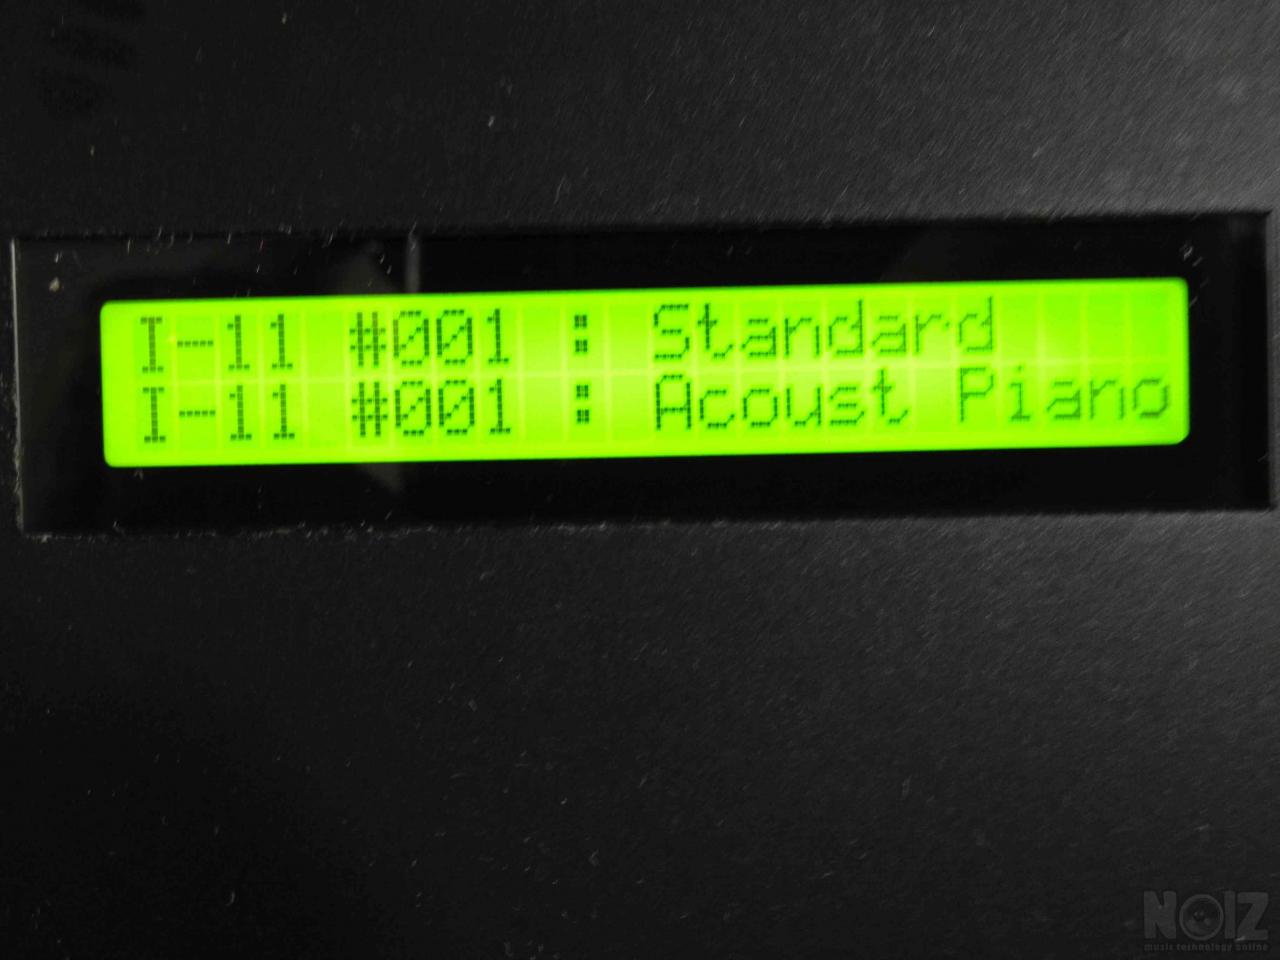 I-11 #001 : Standard
I-11 #001 : Acoust Piano
NOIZ
music technology online